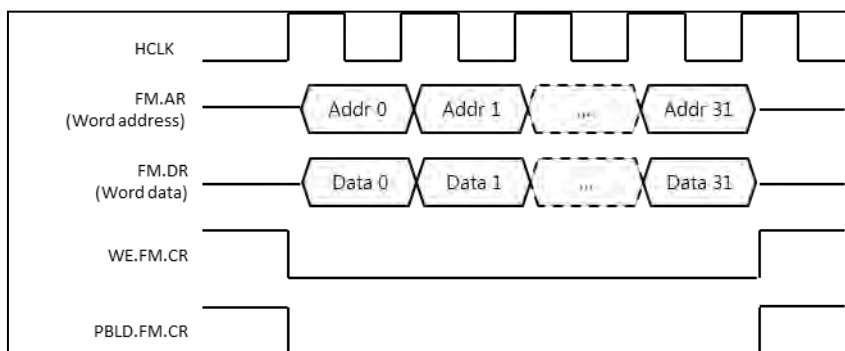 HCLK
FM.AR
(Word address)
Addr 0 Addr 1 ,,, Addr 31
FM.DR
(Word data)
Data 0 Data 1 ,,, Data 31
WE.FM.CR
PBLD.FM.CR